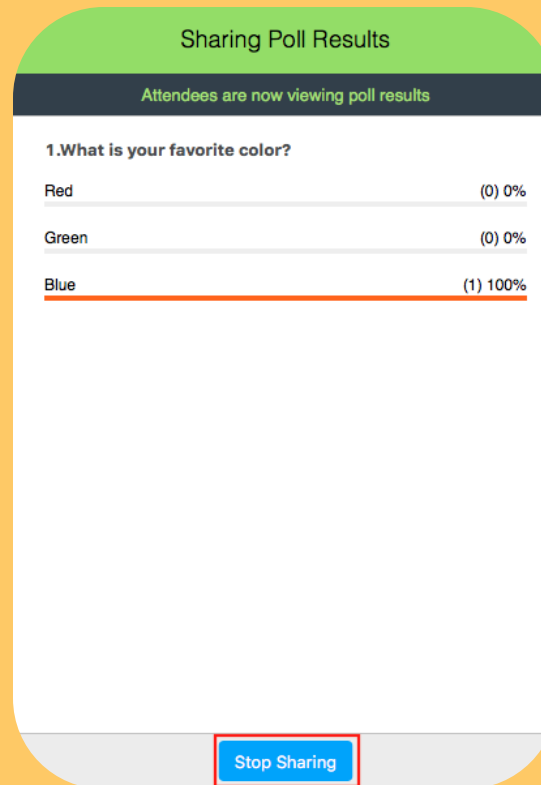 Sharing Poll Results
Attendees are now viewing poll results
1.What is your favorite color?
Red (0) 0%
Green (0) 0%
Blue (1) 100%
Stop Sharing